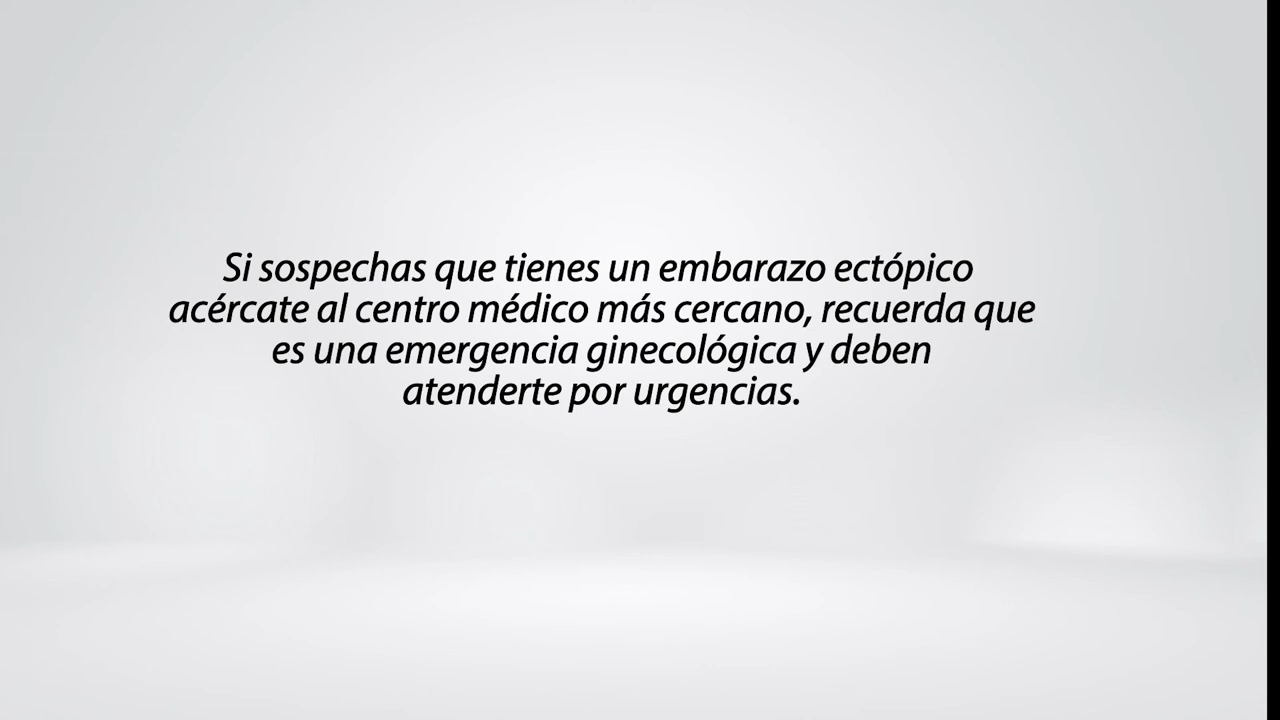 Si sospechas que tienes un embarazo ectópico
acércate al centro médico más cercano, recuerda que
es una emergencia ginecológica y deben
atenderte por urgencias.